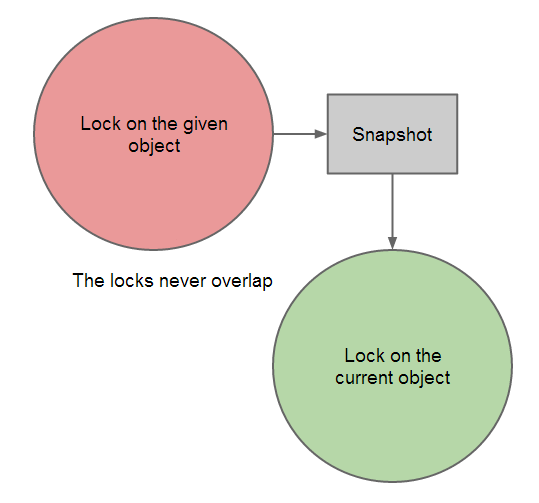 Lock on the given
object
Snapshot
The locks never overlap
Lock on the
current object